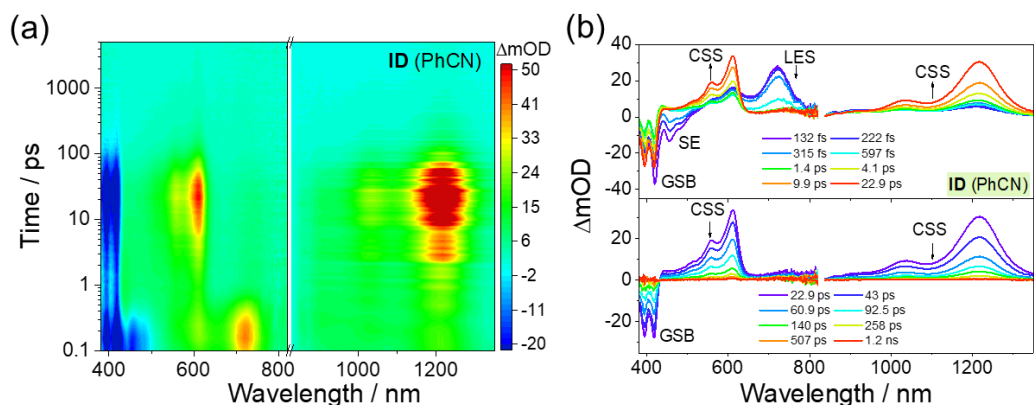 (a)
ID (PhCN)
ΔmOD
50
41
33
24
15
6
-2
-11
-20
1000
100
10
1
0.1
Time / ps
400
600
800
1000
1200
Wavelength / nm
(b)
40
20
0
-20
-40
20
0
-20
ΔmOD
CSS
LES
CSS
SE
GSB
132 fs
222 fs
315 fs
597 fs
1.4 ps
4.1 ps
9.9 ps
22.9 ps
ID (PhCN)
CSS
CSS
GSB
22.9 ps
43 ps
60.9 ps
92.5 ps
140 ps
258 ps
507 ps
1.2 ns
400
600
800
1000
1200
Wavelength / nm